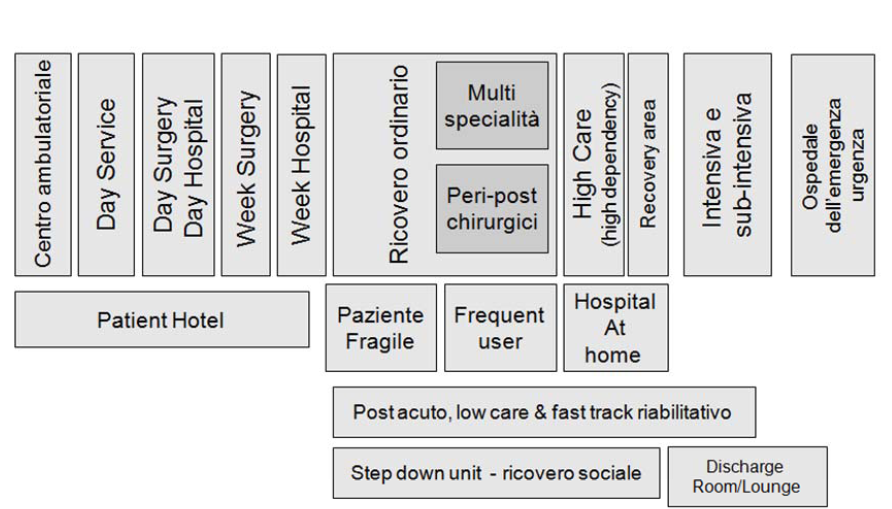 Centro ambulatoriale
Day Service
Day Surgery
Day Hospital
Week Surgery
Week Hospital
Ricovero ordinario
Multi
specialità
Peri-post
chirurgici
High Care
(high dependency)
Recovery area
Intensiva e
sub-intensiva
Ospedale
dell'emergenza
urgenza
Patient Hotel
Paziente
Fragile
Frequent
user
Hospital
At
home
Post acuto, low care & fast track riabilitativo
Step down unit - ricovero sociale
Discharge
Room/Lounge